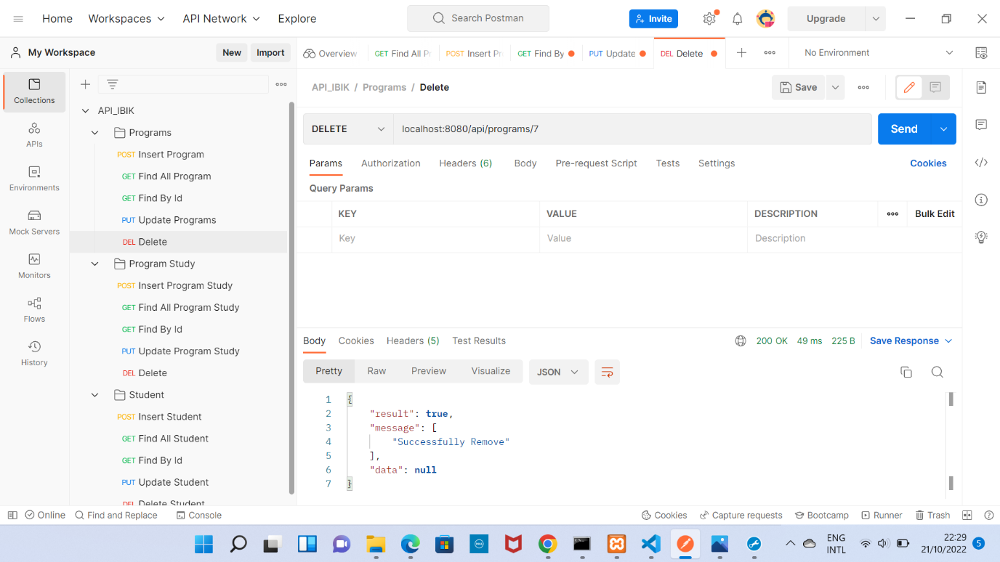 Home
Workspaces
API Network
Explore
Search Postman
Invite
Upgrade
My Workspace
New
Import
Overview
GET Find All Pr
POST Insert Pr
GET Find By
PUT Update
DEL Delete
No Environment
Collections
APIs
Environments
Mock Servers
Monitors
Flows
History
API_IBIK
Programs
POST Insert Program
GET Find All Program
GET Find By Id
PUT Update Programs
DEL Delete
Program Study
POST Insert Program Study
GET Find All Program Study
GET Find By Id
PUT Update Program Study
DEL Delete
Student
POST Insert Student
GET Find All Student
GET Find By Id
PUT Update Student
DEL Delete Student
API_IBIK / Programs / Delete
Save
DELETE
localhost:8080/api/programs/7
Send
Params
Authorization
Headers (6)
Body
Pre-request Script
Tests
Settings
Cookies
Query Params
KEY
VALUE
DESCRIPTION
Bulk Edit
Key
Value
Description
Body
Cookies
Headers (5)
Test Results
200 OK
49 ms
225 B
Save Response
Pretty
Raw
Preview
Visualize
JSON
1 {
2 "result": true,
3 "message": [
4 "Successfully Remove"
5 ],
6 "data": null
7 }
Online
Find and Replace
Console
Cookies
Capture requests
Bootcamp
Runner
Trash
ENG
INTL
22:29
21/10/2022
5